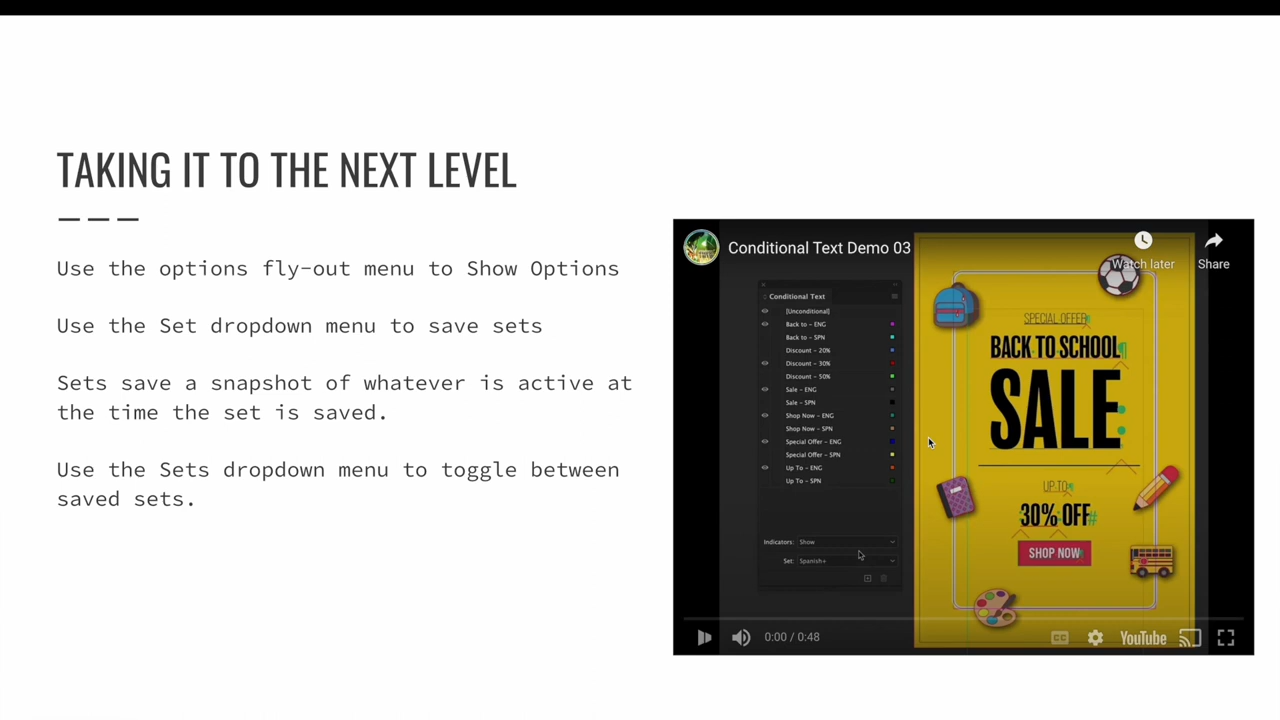 TAKING IT TO THE NEXT LEVEL
Use the options fly-out menu to Show Options
Use the Set dropdown menu to save sets
Sets save a snapshot of whatever is active at
the time the set is saved.
Use the Sets dropdown menu to toggle between
saved sets.
Conditional Text Demo 03
Watch later
Share
Conditional Text
[Unconditional]
Back to - ENG
Back to - SPN
Discount - 20%
Discount - 30%
Discount - 50%
Sale - ENG
Sale - SPN
Shop Now - ENG
Shop Now - SPN
Special Offer - ENG
Special Offer - SPN
Up To - ENG
Up To - SPN
Indicators: Show
Set: Spanish+
SPECIAL OFFER
BACK TO SCHOOL
SALE
UP TO
30% OFF
SHOP NOW
0:00 / 0:48
CC
YouTube